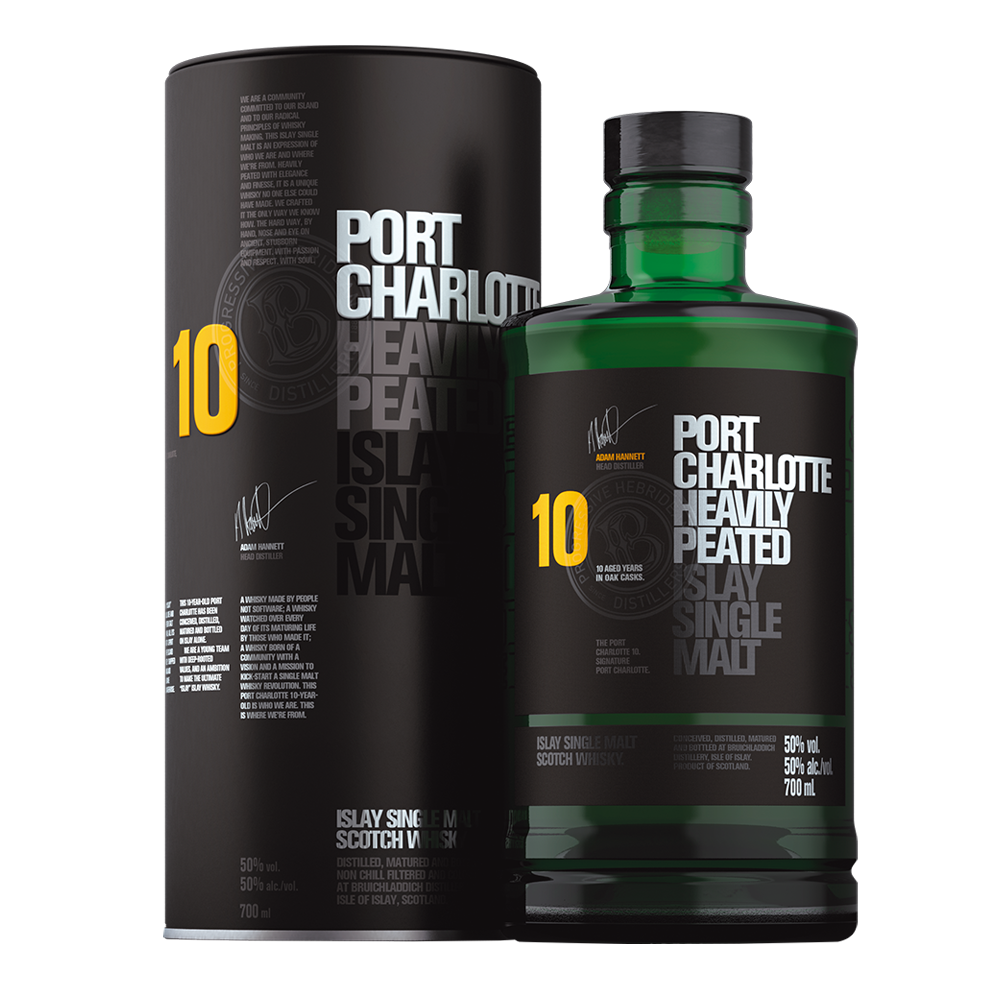 WE ARE A COMMUNITY
COMMITTED TO OUR ISLAND
AND TO OUR RADICAL
PRINCIPLES OF WHISKY
MAKING. THIS ISLAY SINGLE
MALT IS AN EXPRESSION OF
WHO WE ARE AND WHERE
WE'RE FROM. HEAVILY
PEATED WITH ELEGANCE
AND FINESSE, IT IS A UNIQUE
WHISKY NO ONE ELSE COULD
HAVE MADE. WE CRAFTED
IT THE ONLY WAY WE KNOW
HOW. THE HARD WAY. BY
HAND, NOSE AND EYE ON
ANCIENT, STUBBORN
EQUIPMENT, WITH PASSION
AND RESPECT. WITH SOUL.
PORT
CHARLOTTE
HEAVILY
PEATED
ISLA
SING
MAL
10
DISTILLE
ADAM HANNETT
HEAD DISTILLER
THIS 10-YEAR-OLD PORT
CHARLOTTE HAS BEEN
CONCEIVED, DISTILLED,
MATURED AND BOTTLED
ON ISLAY ALONE.
WE ARE A YOUNG TEAM
WITH DEEP-ROOTED
VALUES, AND AN AMBITION
TO MAKE THE ULTIMATE
"ISLAY" ISLAY WHISKY.
A WHISKY MADE BY PEOPLE
NOT SOFTWARE; A WHISKY
WATCHED OVER EVERY
DAY OF ITS MATURING LIFE
BY THOSE WHO MADE IT;
A WHISKY BORN OF A
COMMUNITY WITH A
VISION AND A MISSION TO
KICK-START A SINGLE MALT
WHISKY REVOLUTION. THIS
PORT CHARLOTTE 10-YEAR-
OLD IS WHO WE ARE. THIS
IS WHERE WE'RE FROM.
ISLAY SINGLE MALT
SCOTCH WHISK
DISTILLED, MATURED AN
NON CHILL FILTERED AN
AT BRUICHLADDICH DIS
ISLE OF ISLAY, SCOTLAN
50% vol.
50% alc./vol.
700 ml
ADAM HANNETT
HEAD DISTILLER
PORT
CHARLOTTE
HEAVILY
PEATED
ISLAY
SINGLE
MALT
10
10 AGED YEARS
IN OAK CASKS.
THE PORT
CHARLOTTE 10.
SIGNATURE
PORT CHARLOTTE.
ISLAY SINGLE MALT
SCOTCH WHISKY.
CONCEIVED, DISTILLED, MATURED
AND BOTTLED AT BRUICHLADDICH
DISTILLERY, ISLE OF ISLAY.
PRODUCT OF SCOTLAND.
50% vol.
50% alc./vol.
700 ml